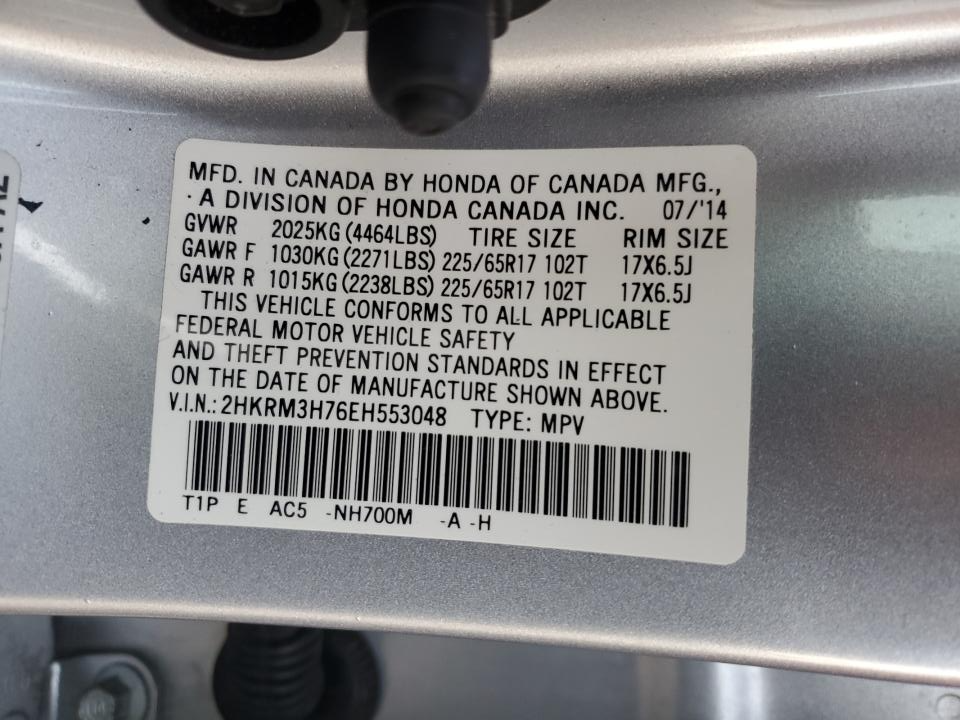 MFD. IN CANADA BY HONDA OF CANADA MFG.,
· A DIVISION OF HONDA CANADA INC. 07/'14
GVWR 2025KG (4464LBS) TIRE SIZE RIM SIZE
GAWR F 1030KG (2271LBS) 225/65R17 102T 17X6.5J
GAWR R 1015KG (2238LBS) 225/65R17 102T 17X6.5J
THIS VEHICLE CONFORMS TO ALL APPLICABLE
FEDERAL MOTOR VEHICLE SAFETY
AND THEFT PREVENTION STANDARDS IN EFFECT
ON THE DATE OF MANUFACTURE SHOWN ABOVE.
V.I.N.: 2HKRM3H76EH553048 TYPE: MPV
T1P E AC5 -NH700M -A -H